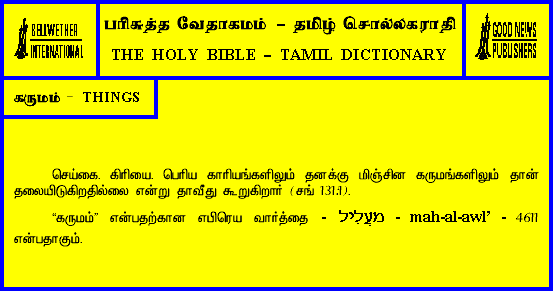 BELLWETHER
INTERNATIONAL
பரிசுத்த வேதாகமம் – தமிழ் சொல்லகராதி
THE HOLY BIBLE – TAMIL DICTIONARY
GOOD NEWS
PUBLISHERS
கருமம் - THINGS
செய்கை. கிரியை. பெரிய காரியங்களிலும் தனக்கு மிஞ்சின கருமங்களிலும் தான்
தலையிடுகிறதில்லை என்று தாவீது கூறுகிறார் (சங் 131:1).
“கருமம்” என்பதற்கான எபிரெய வார்த்தை - מַעֲלִיל - mah-al-awl’ - 4611
என்பதாகும்.